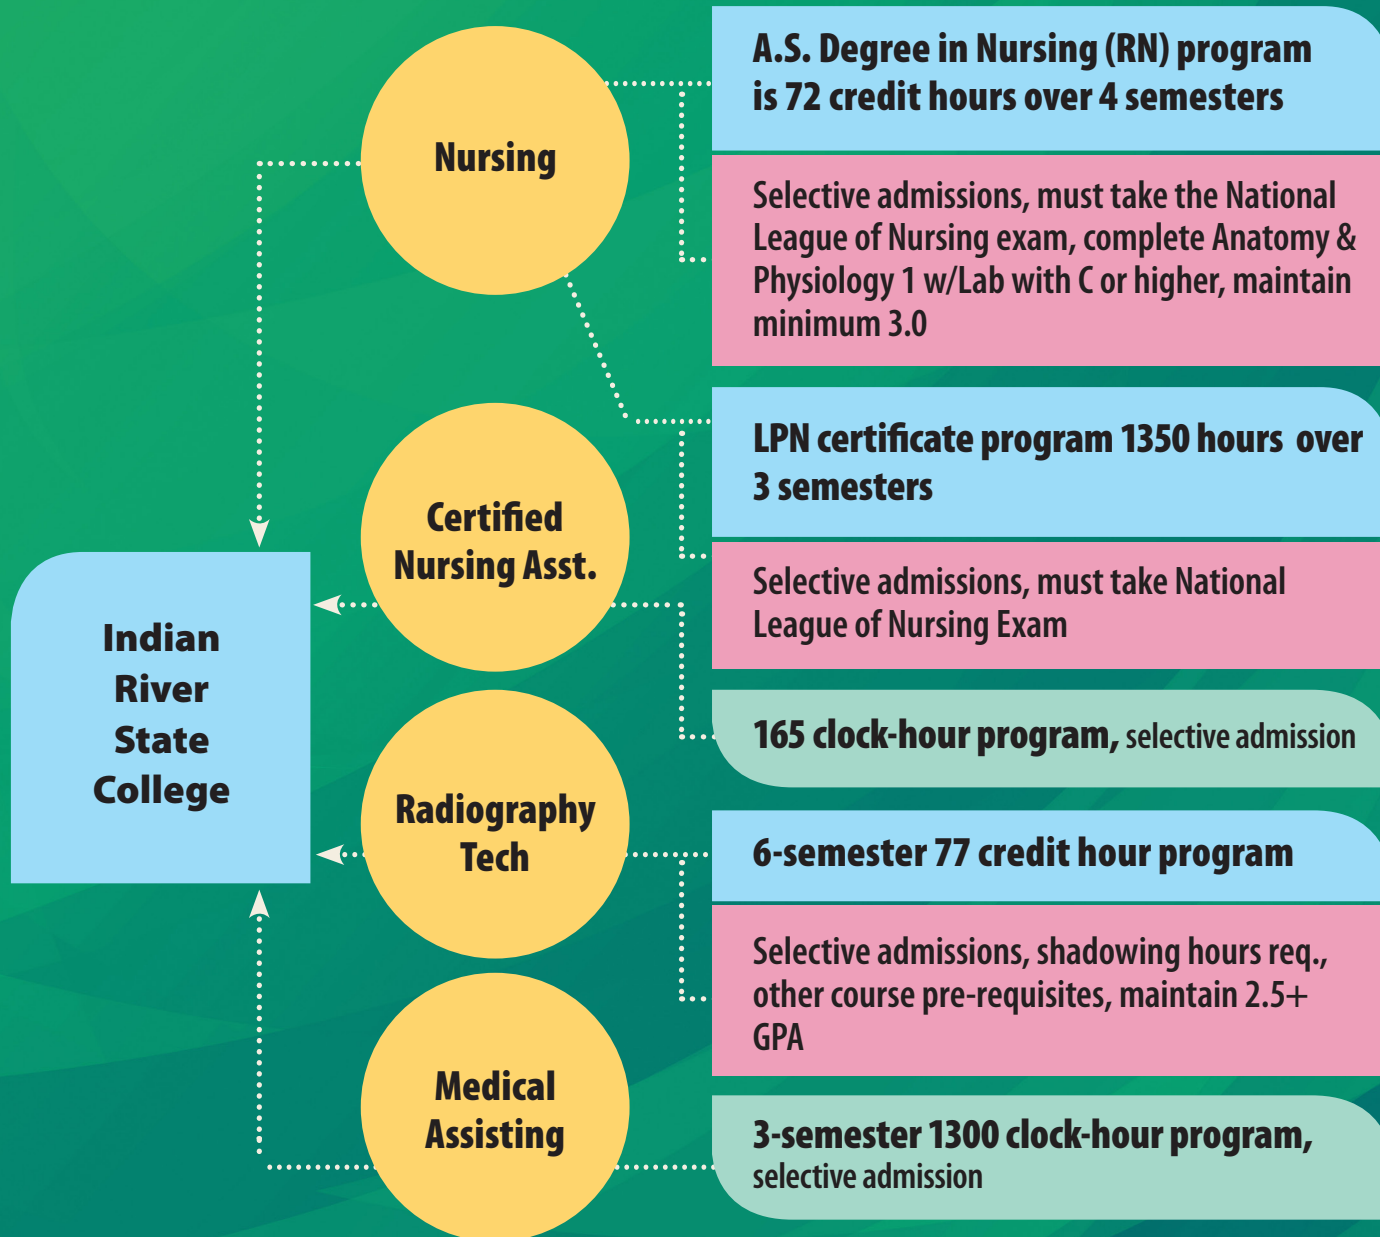 Nursing
A.S. Degree in Nursing (RN) program
is 72 credit hours over 4 semesters
Selective admissions, must take the National
League of Nursing exam, complete Anatomy &
Physiology 1 w/Lab with C or higher, maintain
minimum 3.0
LPN certificate program 1350 hours over
3 semesters
Selective admissions, must take National
League of Nursing Exam
Certified
Nursing Asst.
165 clock-hour program, selective admission
Indian
River
State
College
Radiography
Tech
6-semester 77 credit hour program
Selective admissions, shadowing hours req.,
other course pre-requisites, maintain 2.5+
GPA
Medical
Assisting
3-semester 1300 clock-hour program,
selective admission